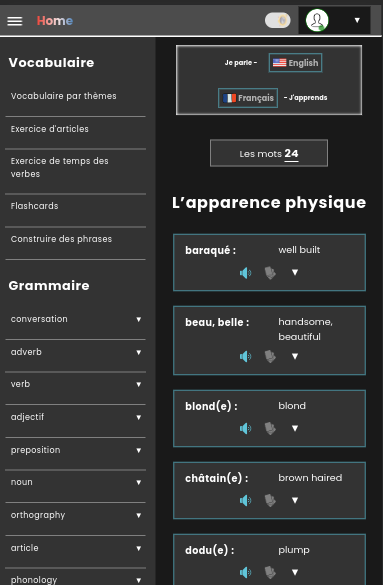 Home
▼
Vocabulaire
Vocabulaire par thèmes
Exercice d'articles
Exercice de temps des
verbes
Flashcards
Construire des phrases
Grammaire
conversation ▼
adverb ▼
verb ▼
adjectif ▼
preposition ▼
noun ▼
orthography ▼
article ▼
phonology ▼
Je parle - English
Français - J'apprends
Les mots 24
L'apparence physique
baraqué : well built
▼
beau, belle : handsome,
beautiful
▼
blond(e) : blond
▼
châtain(e) : brown haired
▼
dodu(e) : plump
▼